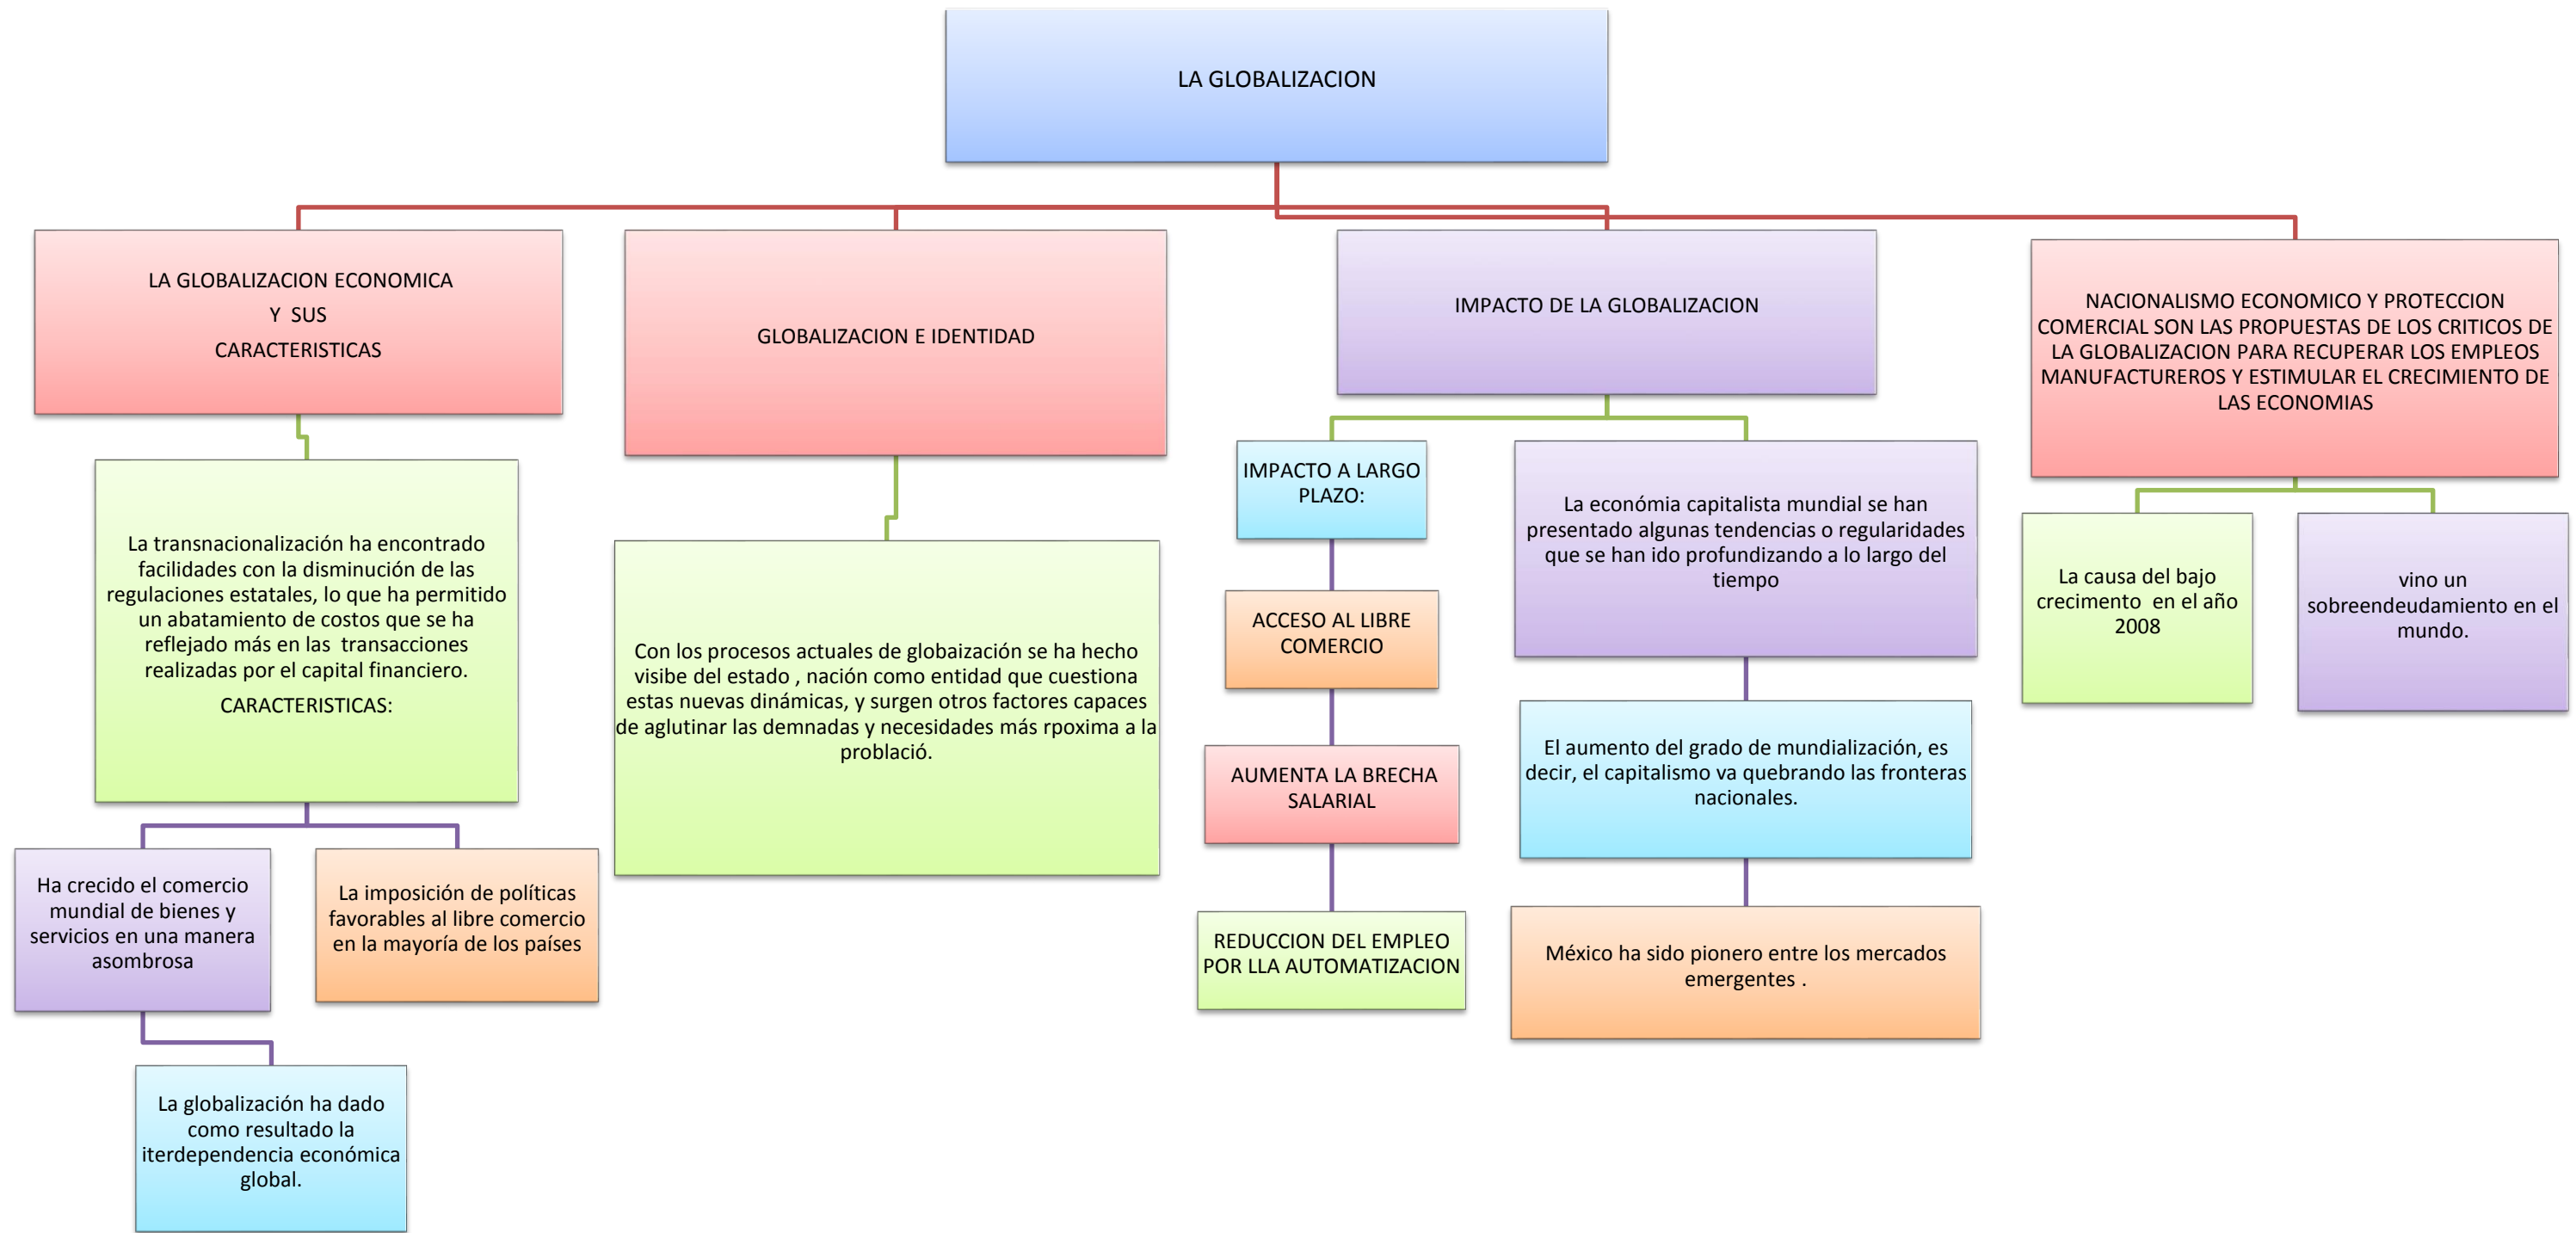 LA GLOBALIZACION
LA GLOBALIZACION ECONOMICA
Y SUS
CARACTERISTICAS
La transnacionalización ha encontrado
facilidades con la disminución de las
regulaciones estatales, lo que ha permitido
un abatamiento de costos que se ha
reflejado más en las transacciones
realizadas por el capital financiero.
CARACTERISTICAS:
Ha crecido el comercio
mundial de bienes y
servicios en una manera
asombrosa
La globalización ha dado
como resultado la
iterdependencia económica
global.
La imposición de políticas
favorables al libre comercio
en la mayoría de los países
GLOBALIZACION E IDENTIDAD
Con los procesos actuales de globaización se ha hecho
visibe del estado , nación como entidad que cuestiona
estas nuevas dinámicas, y surgen otros factores capaces
de aglutinar las demnadas y necesidades más rpoxima a la
problació.
IMPACTO DE LA GLOBALIZACION
IMPACTO A LARGO
PLAZO:
ACCESO AL LIBRE
COMERCIO
AUMENTA LA BRECHA
SALARIAL
REDUCCION DEL EMPLEO
POR LLA AUTOMATIZACION
La económia capitalista mundial se han
presentado algunas tendencias o regularidades
que se han ido profundizando a lo largo del
tiempo
El aumento del grado de mundialización, es
decir, el capitalismo va quebrando las fronteras
nacionales.
México ha sido pionero entre los mercados
emergentes .
NACIONALISMO ECONOMICO Y PROTECCION
COMERCIAL SON LAS PROPUESTAS DE LOS CRITICOS DE
LA GLOBALIZACION PARA RECUPERAR LOS EMPLEOS
MANUFACTUREROS Y ESTIMULAR EL CRECIMIENTO DE
LAS ECONOMIAS
La causa del bajo
crecimento en el año
2008
vino un
sobreendeudamiento en el
mundo.